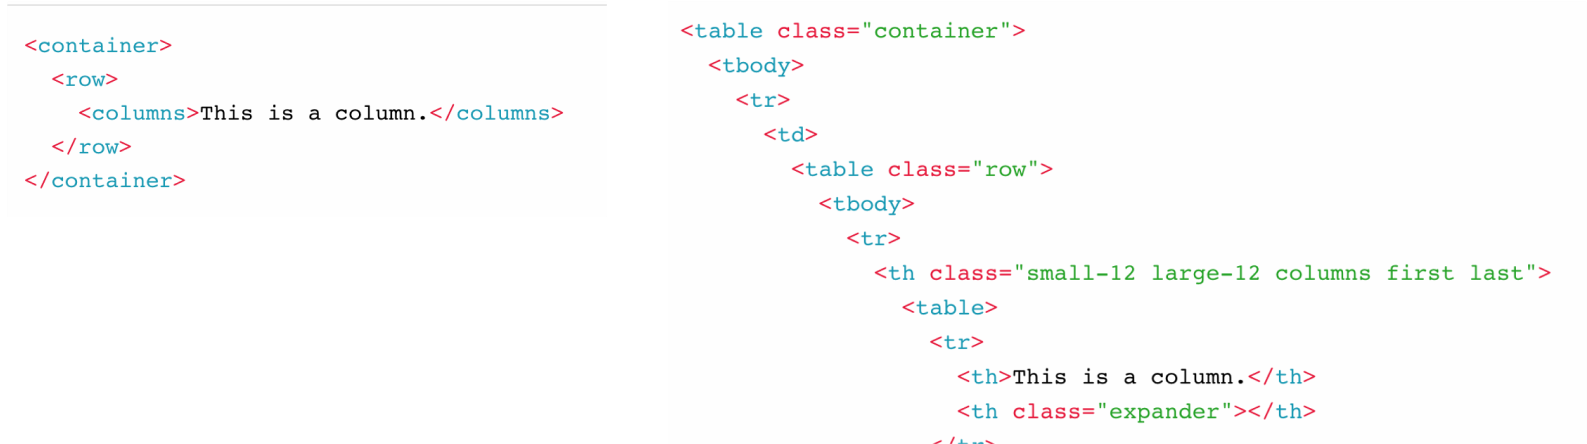 <container>
  <row>
    <columns>This is a column.</columns>
  </row>
</container>
<table class="container">
  <tbody>
    <tr>
      <td>
        <table class="row">
          <tbody>
            <tr>
              <th class="small-12 large-12 columns first last">
                <table>
                  <tr>
                    <th>This is a column.</th>
                    <th class="expander"></th>
                  </tr>